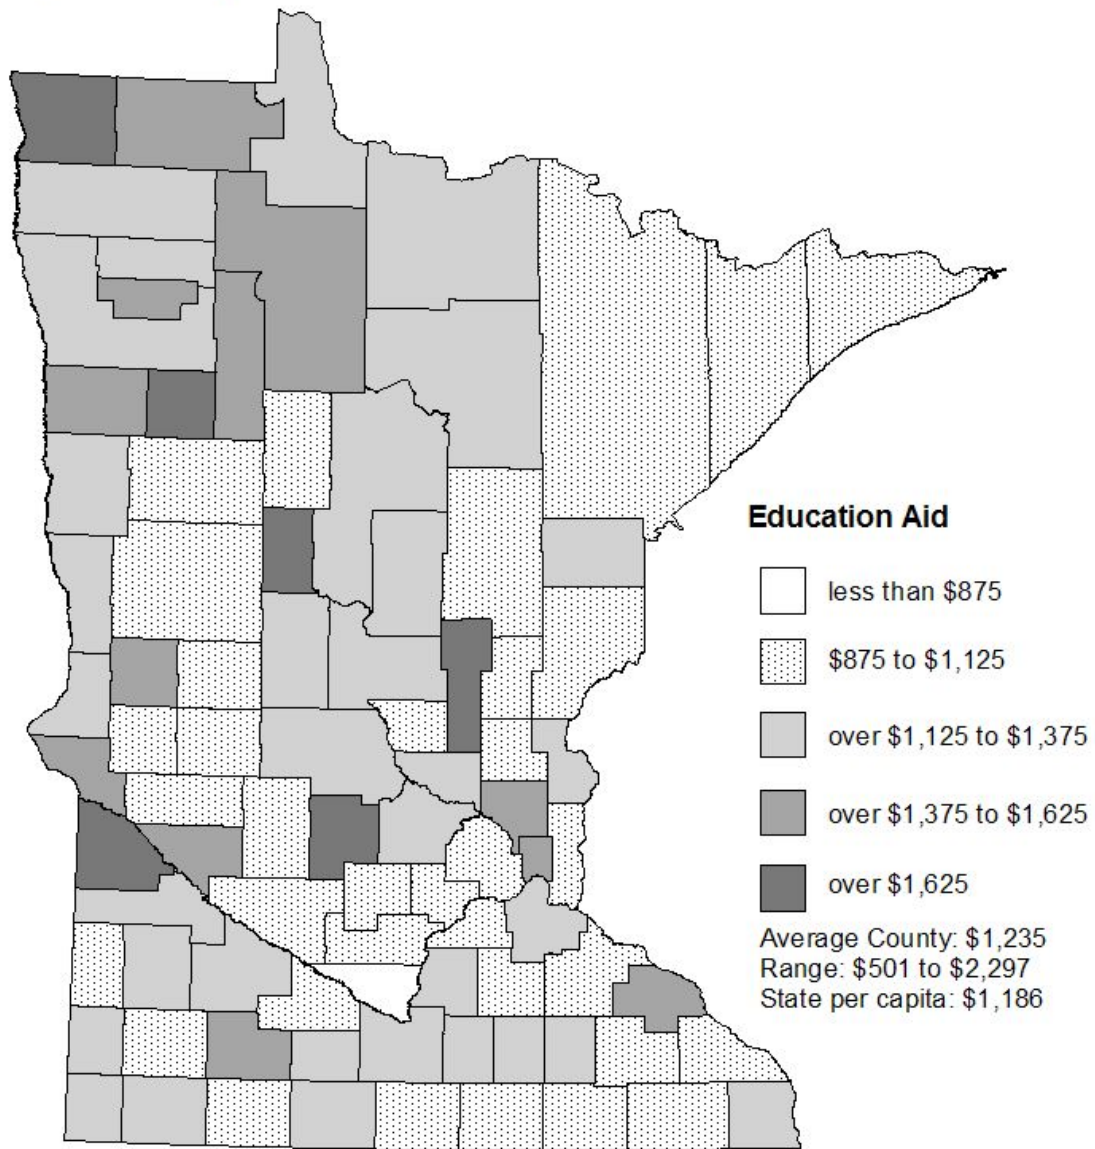 Education Aid
less than $875
$875 to $1,125
over $1,125 to $1,375
over $1,375 to $1,625
over $1,625
Average County: $1,235
Range: $501 to $2,297
State per capita: $1,186